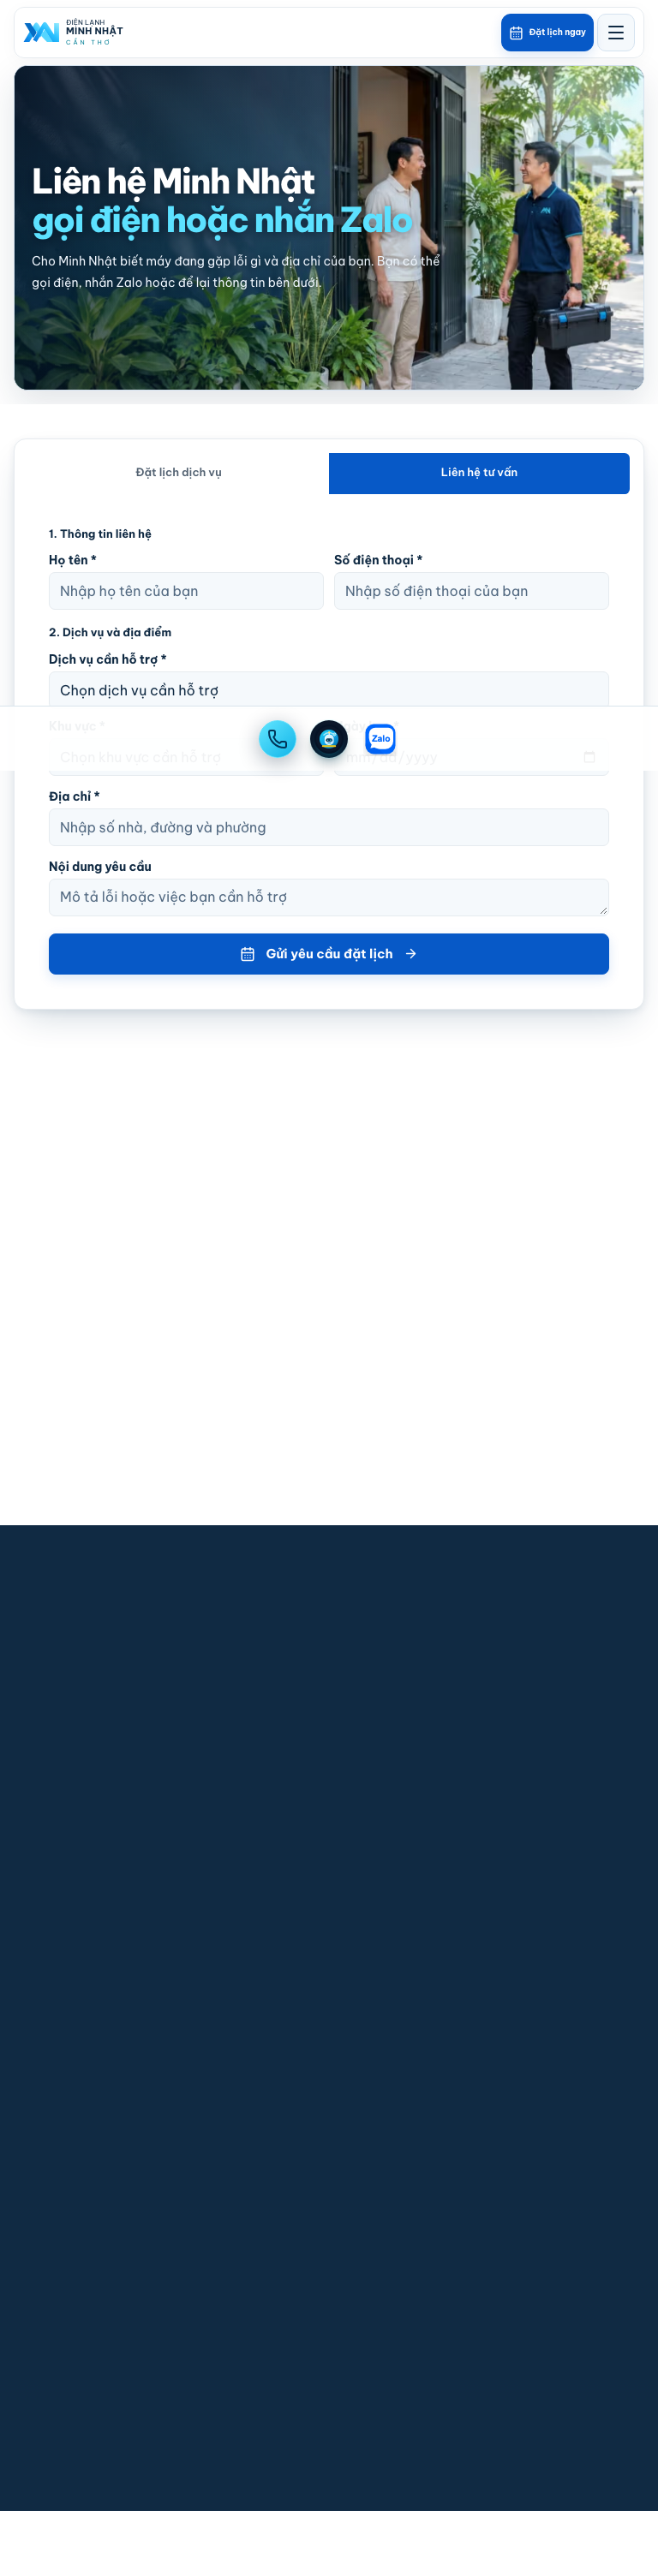 ĐIỆN LẠNH
MINH NHẬT
CẦN THƠ
Đặt lịch ngay
Liên hệ Minh Nhật
gọi điện hoặc nhắn Zalo
Cho Minh Nhật biết máy đang gặp lỗi gì và địa chỉ của bạn. Bạn có thể
gọi điện, nhắn Zalo hoặc để lại thông tin bên dưới.
Đặt lịch dịch vụ
Liên hệ tư vấn
1. Thông tin liên hệ
Họ tên *
Số điện thoại *
Nhập họ tên của bạn
Nhập số điện thoại của bạn
2. Dịch vụ và địa điểm
Dịch vụ cần hỗ trợ *
Chọn dịch vụ cần hỗ trợ
Khu vực *
Zalo
Chọn khu vực cần hỗ trợ
mm/dd/yyyy
Địa chỉ *
Nhập số nhà, đường và phường
Nội dung yêu cầu
Mô tả lỗi hoặc việc bạn cần hỗ trợ
Gửi yêu cầu đặt lịch